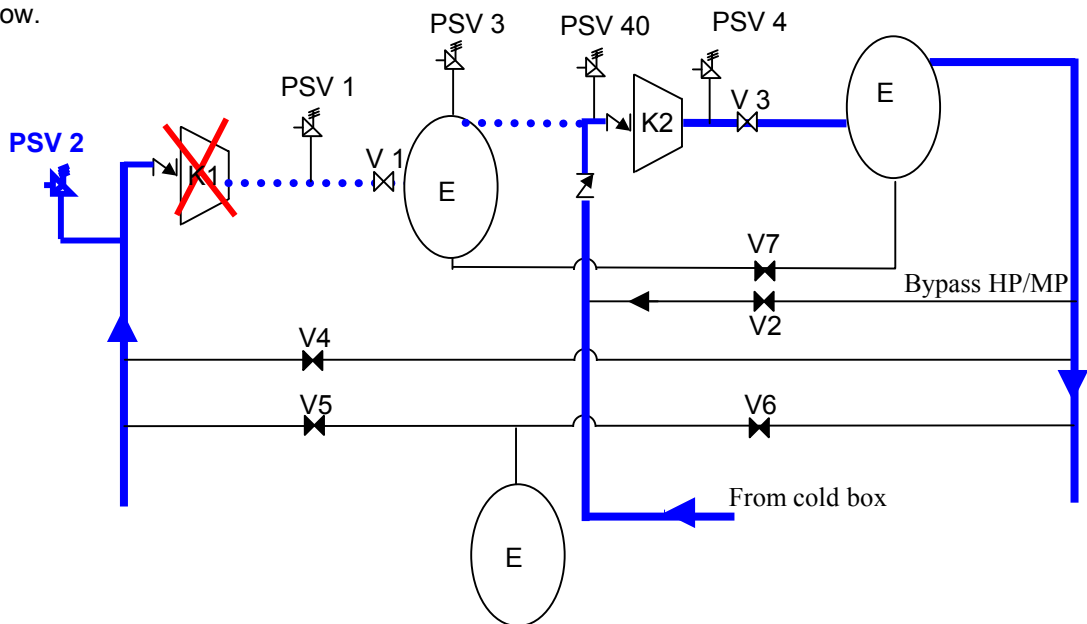 ow.
PSV 3
PSV 40
PSV 4
PSV 1
PSV 2
K1
V 1
E
K2
V 3
E
V7
Bypass HP/MP
V2
V4
V5
V6
From cold box
E